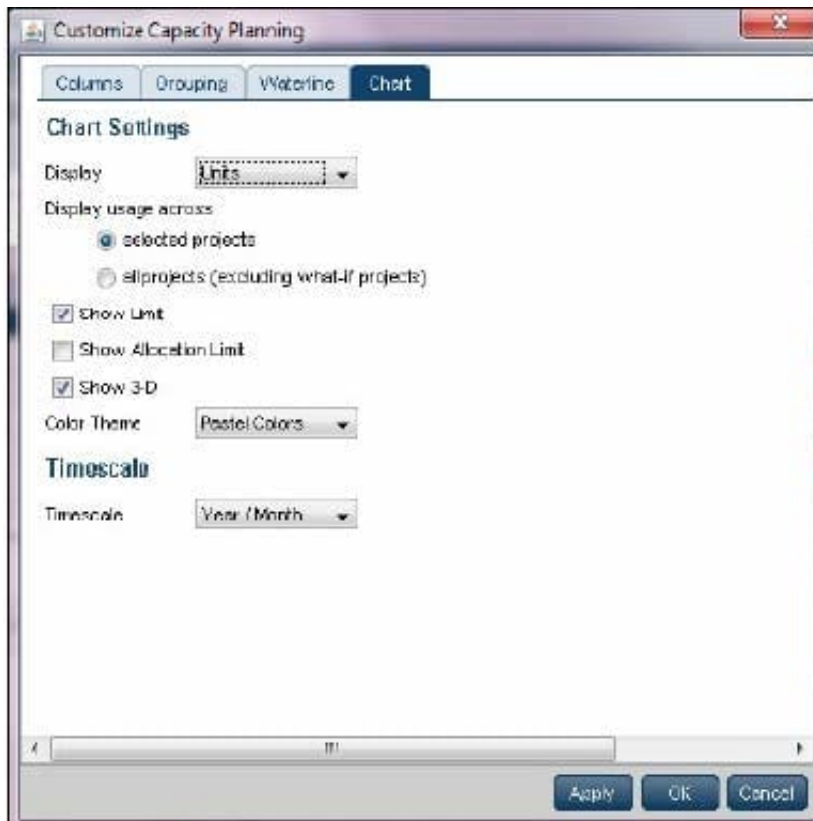 Customize Capacity Planning
Columns Grouping Waterline Chart
Chart Settings
Display Units
Display usage across
selected projects
all projects (excluding what-if projects)
Show Limit
Show Allocation Limit
Show 3-D
Color Theme Pastel Colors
Timescale
Timescale Year / Month
Apply OK Cancel